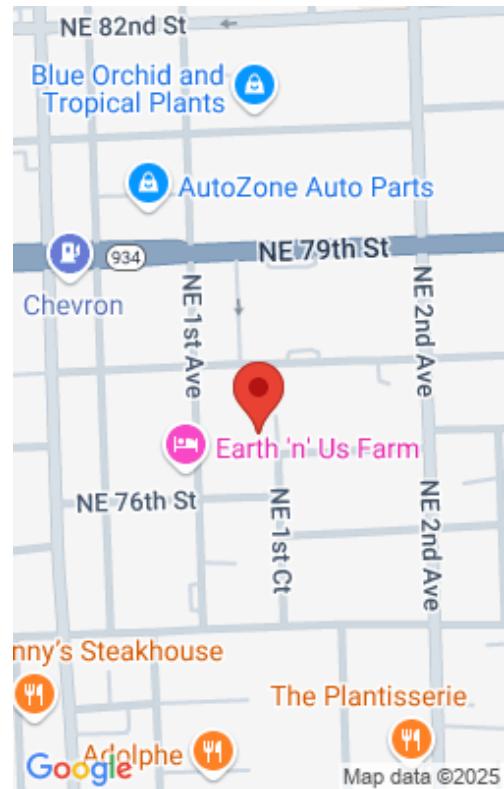 NE 82nd St
Blue Orchid and
Tropical Plants
AutoZone Auto Parts
NE 79th St
934
Chevron
NE 1st Ave
NE 2nd Ave
Earth 'n' Us Farm
NE 76th St
NE 1st Ct
NE 2nd Ave
nny's Steakhouse
The Plantisserie
Adolphe
Google
Map data ©2025